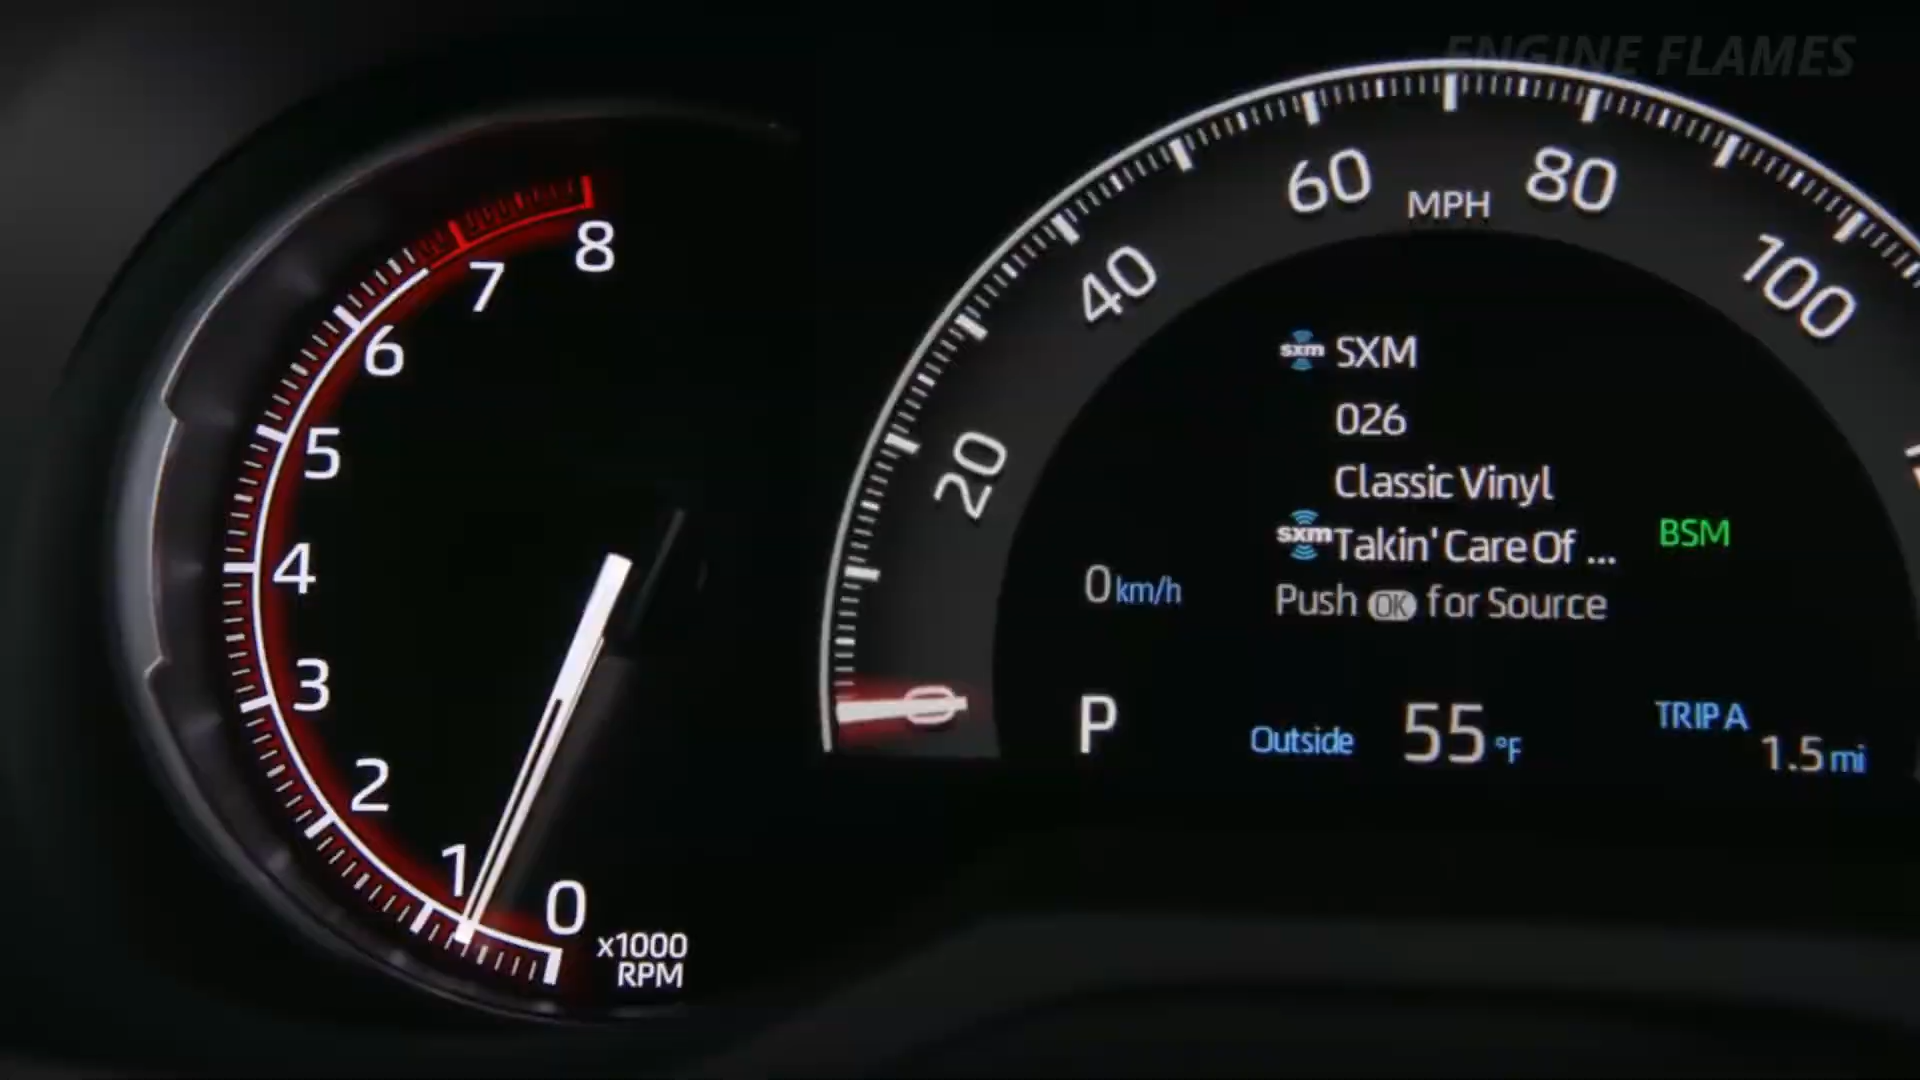 ENGINE FLAMES
8
7
6
5
4
3
2
1
0
x1000
RPM
0
20
40
60
MPH
80
100
sxm SXM
026
Classic Vinyl
sxm Takin' Care Of ...
BSM
0 km/h
Push OK for Source
P
Outside 55 °F
TRIP A
1.5 mi